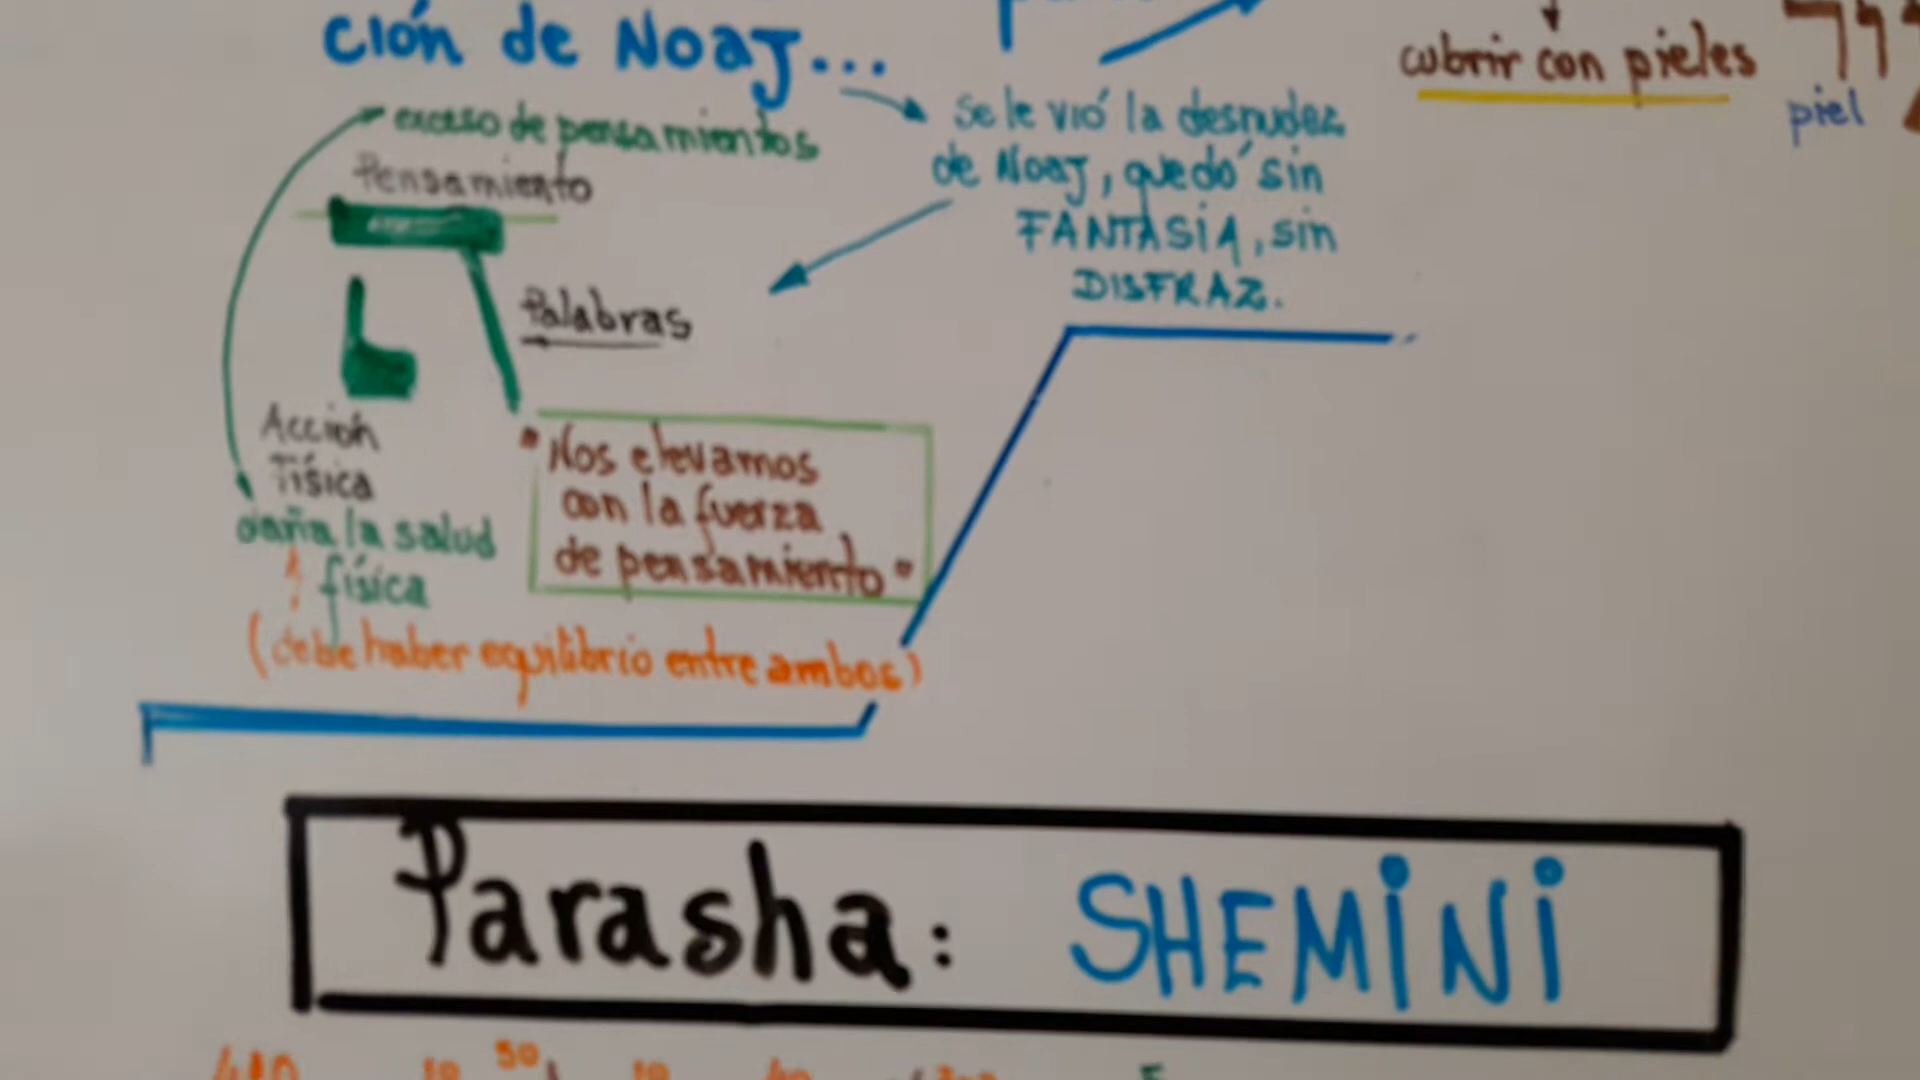 ción de Noaj...
cubrir con pieles
piel
exceso de pensamientos
Pensamiento
Se le vió la desnudez
de Noaj, quedó sin
FANTASIA, sin
DISFRAZ.
Palabras
Acción
Física
daña la salud
física
"Nos elevamos
con la fuerza
de pensamiento"
(debe haber equilibrio entre ambos)
Parasha: SHEMiNi
50